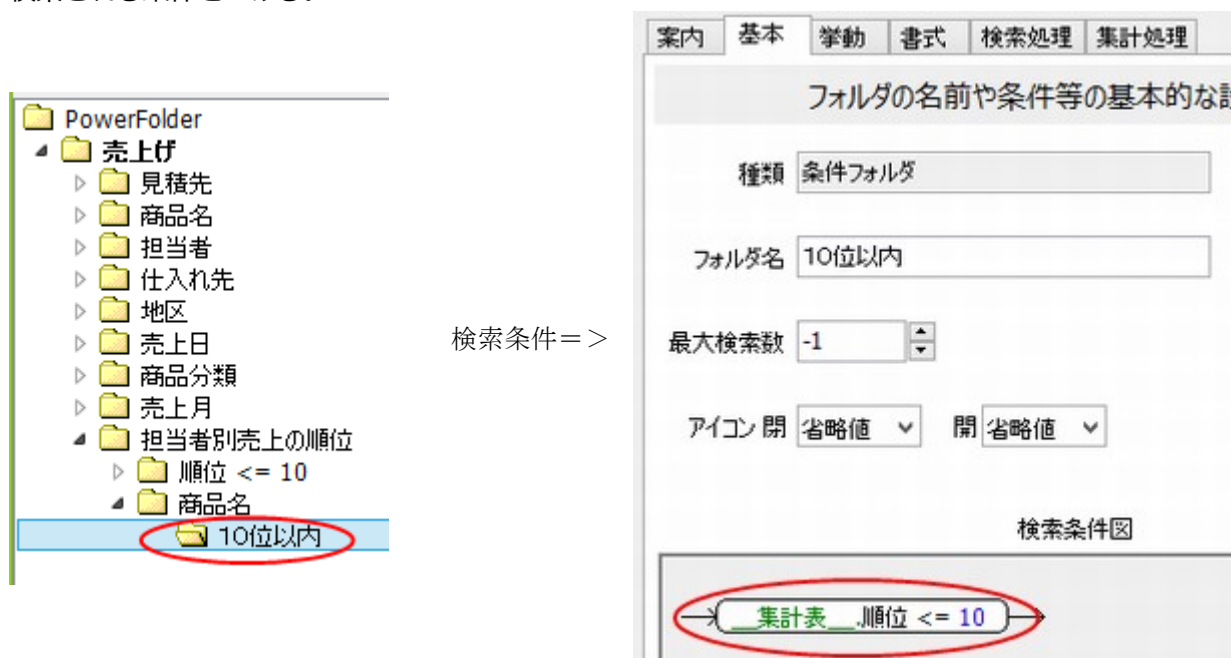 PowerFolder
売上げ
見積先
商品名
担当者
仕入れ先
地区
売上日
商品分類
売上月
担当者別売上の順位
順位 <= 10
商品名
10位以内
検索条件＝＞
案内 基本 挙動 書式 検索処理 集計処理
フォルダの名前や条件等の基本的な
種類 条件フォルダ
フォルダ名 10位以内
最大検索数 -1
アイコン 閉 省略値 開 省略値
検索条件図
__集計表__.順位 <= 10